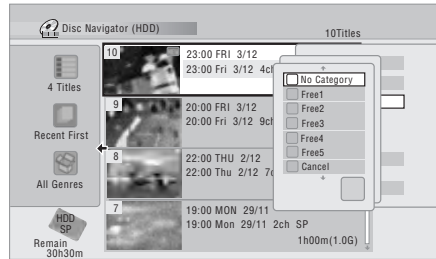 Disc Navigator (HDD)
10Titles
4 Titles
Recent First
All Genres
HDD
SP
Remain
30h30m
10
23:00 FRI 3/12
23:00 Fri 3/12 4ch
9
20:00 FRI 3/12
20:00 Fri 3/12 9ch
8
22:00 THU 2/12
22:00 Thu 2/12 7c
7
19:00 MON 29/11
19:00 Mon 29/11 2ch SP
1h00m(1.0G)
No Category
Free1
Free2
Free3
Free4
Free5
Cancel